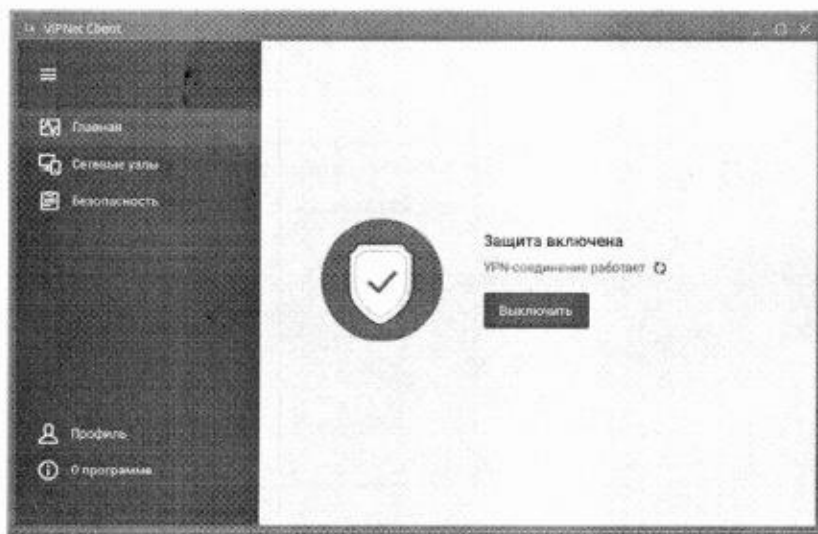 ViPNet Client
Главная
Сетевые узлы
Безопасность
Защита включена
VPN-соединение работает
Выключить
Профиль
О программе